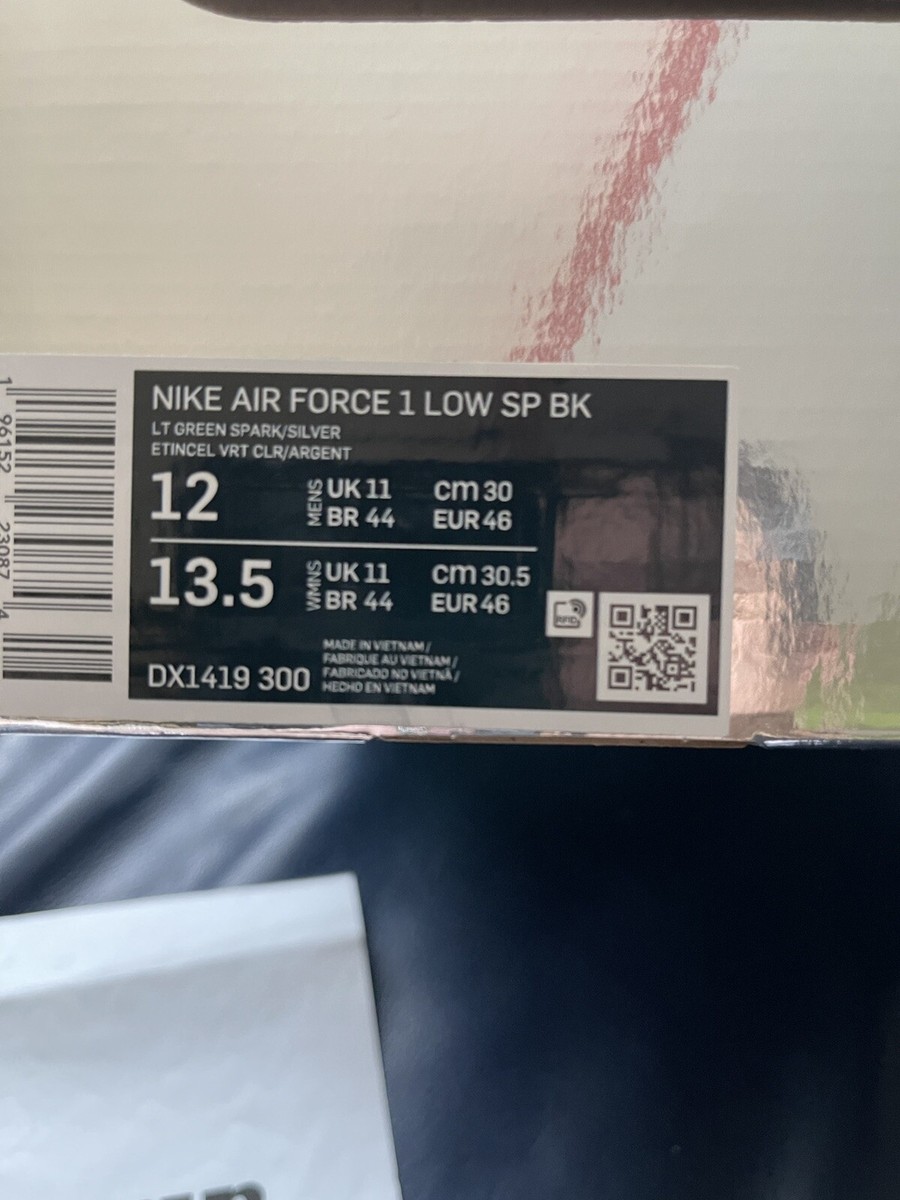 NIKE AIR FORCE 1 LOW SP BK
LT GREEN SPARK/SILVER
ETINCEL VRT CLR/ARGENT
12 MENS UK 11 cm 30
BR 44 EUR 46
13.5 WMNS UK 11 cm 30.5
BR 44 EUR 46
RFID
DX1419 300
MADE IN VIETNAM /
FABRIQUE AU VIETNAM /
FABRICADO NO VIETNÃ /
HECHO EN VIETNAM
1 96152 23087 4